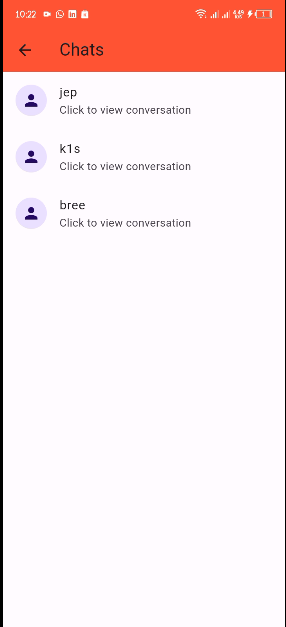 10:22
Chats
jep
Click to view conversation
k1s
Click to view conversation
bree
Click to view conversation